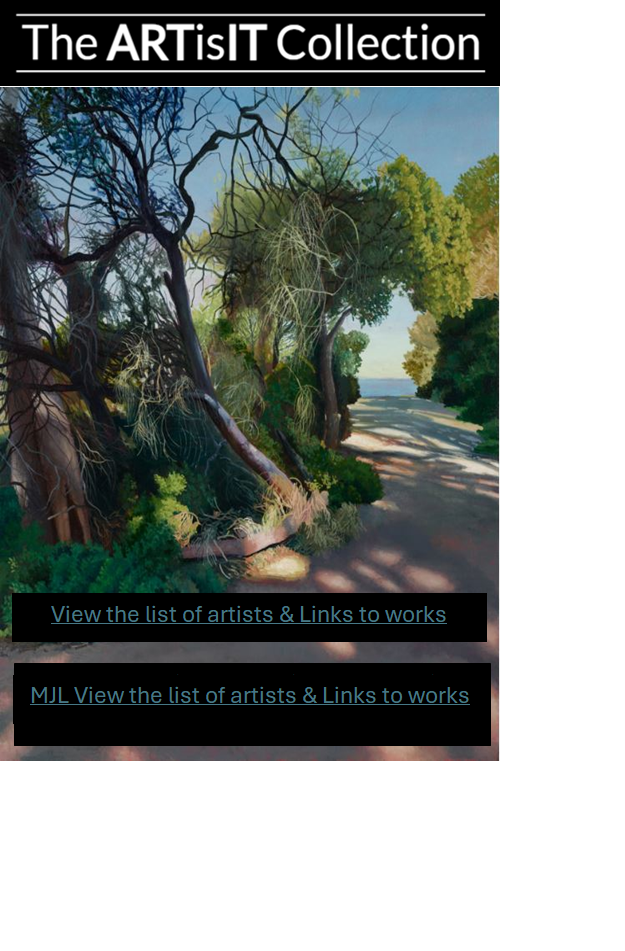 The ARTisIT Collection
View the list of artists & Links to works
MJL View the list of artists & Links to works